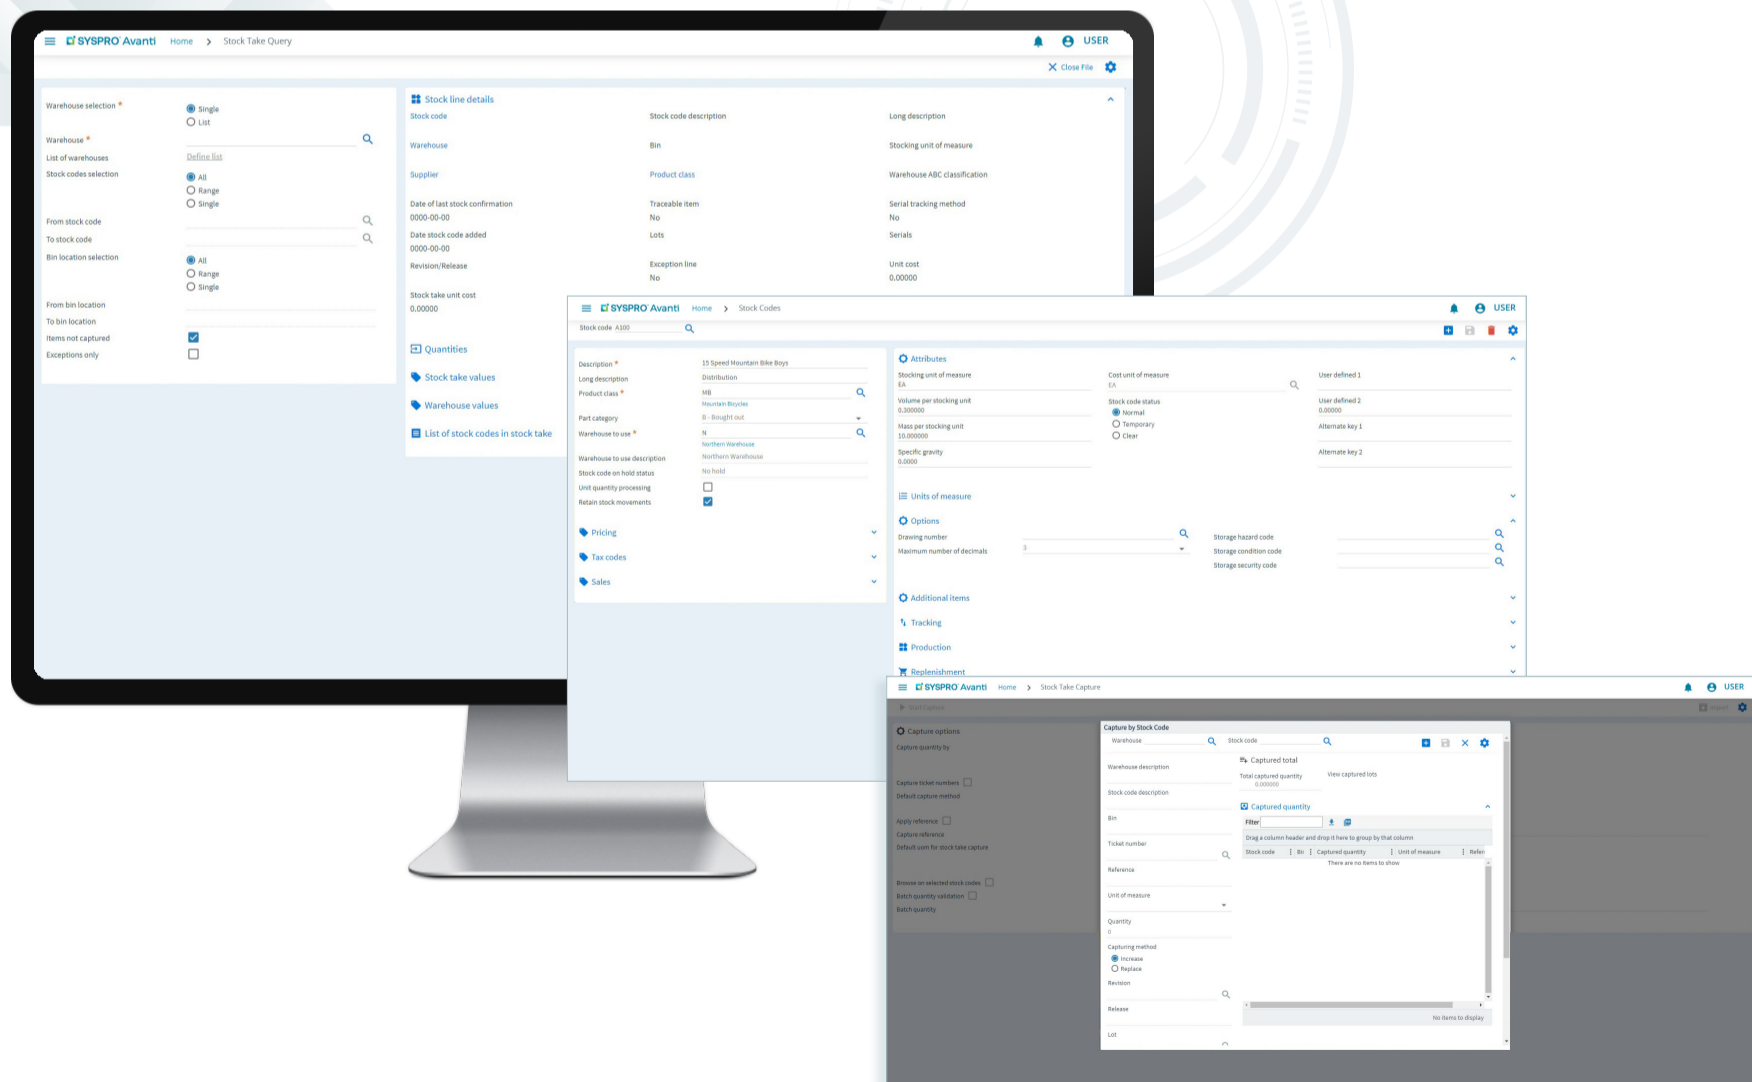 SYSPRO Avanti Home > Stock Take Query USER
Close File
Warehouse selection *
Single
List
Warehouse *
List of warehouses Define list
Stock codes selection
All
Range
Single
From stock code
To stock code
Bin location selection
All
Range
Single
From bin location
To bin location
Items not captured
Exceptions only
Stock line details
Stock code Stock code description Long description
Warehouse Bin Stocking unit of measure
Supplier Product class Warehouse ABC classification
Date of last stock confirmation Traceable item Serial tracking method
0000-00-00 No No
Date stock code added Lots Serials
0000-00-00
Revision/Release Exception line Unit cost
No 0.00000
Stock take unit cost
0.00000
Quantities
Stock take values
Warehouse values
List of stock codes in stock take
SYSPRO Avanti Home > Stock Codes USER
Stock code A100
Description * 15 Speed Mountain Bike Boys
Long description Distribution
Product class * MB
Mountain Bicycles
Part category B - Bought out
Warehouse to use * N
Northern Warehouse
Warehouse to use description Northern Warehouse
Stock code on hold status No hold
Unit quantity processing
Retain stock movements
Pricing
Tax codes
Sales
Attributes
Stocking unit of measure Cost unit of measure User defined 1
EA EA
Volume per stocking unit Stock code status User defined 2
0.300000 Normal 0.00000
Mass per stocking unit Temporary Alternate key 1
10.000000 Clear
Specific gravity Alternate key 2
0.0000
Units of measure
Options
Drawing number Storage hazard code
Maximum number of decimals 3 Storage condition code
Storage security code
Additional items
Tracking
Production
Replenishment
SYSPRO Avanti Home > Stock Take Capture USER
Start Capture Import
Capture options
Capture quantity by
Capture ticket numbers
Default capture method
Apply reference
Capture reference
Default uom for stock take capture
Browse on selected stock codes
Batch quantity validation
Batch quantity
Capture by Stock Code
Warehouse Stock code
Warehouse description
Stock code description
Bin
Ticket number
Reference
Unit of measure
Quantity
0
Capturing method
Increase
Replace
Revision
Release
Lot
Captured total
Total captured quantity View captured lots
0.000000
Captured quantity
Filter
Drag a column header and drop it here to group by that column
Stock code Bi Captured quantity Unit of measure Refer
There are no items to show
No items to display